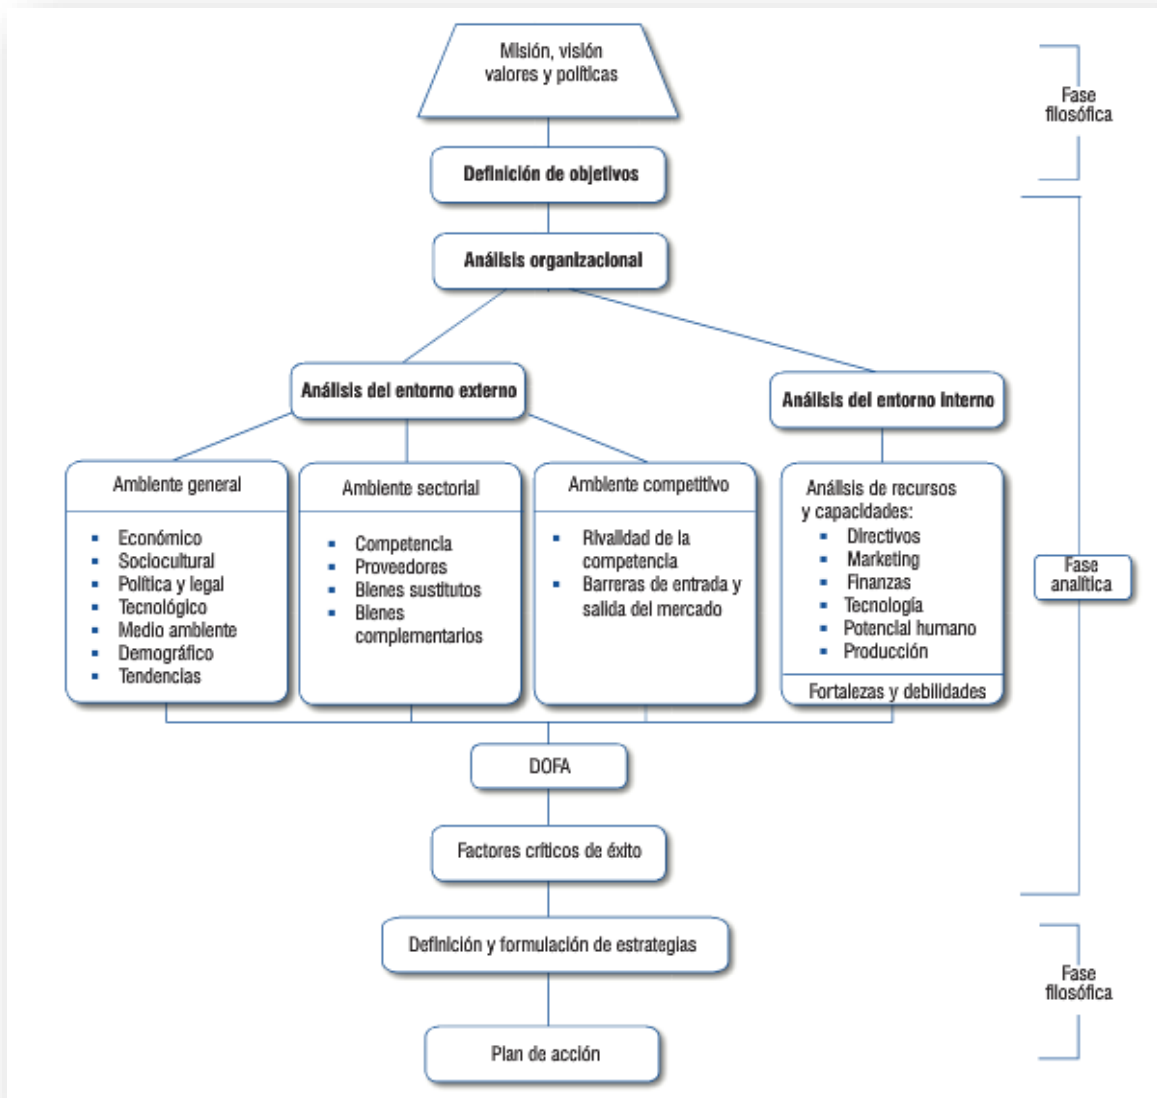 Misión, visión
valores y políticas
Fase
filosófica
Definición de objetivos
Análisis organizacional
Análisis del entorno externo
Análisis del entorno interno
Ambiente general
Económico
Sociocultural
Política y legal
Tecnológico
Medio ambiente
Demográfico
Tendencias
Ambiente sectorial
Competencia
Proveedores
Bienes sustitutos
Bienes
complementarios
Ambiente competitivo
Rivalidad de la
competencia
Barreras de entrada y
salida del mercado
Análisis de recursos
y capacidades:
Directivos
Marketing
Finanzas
Tecnología
Potencial humano
Producción
Fortalezas y debilidades
Fase
analítica
DOFA
Factores críticos de éxito
Definición y formulación de estrategias
Fase
filosófica
Plan de acción